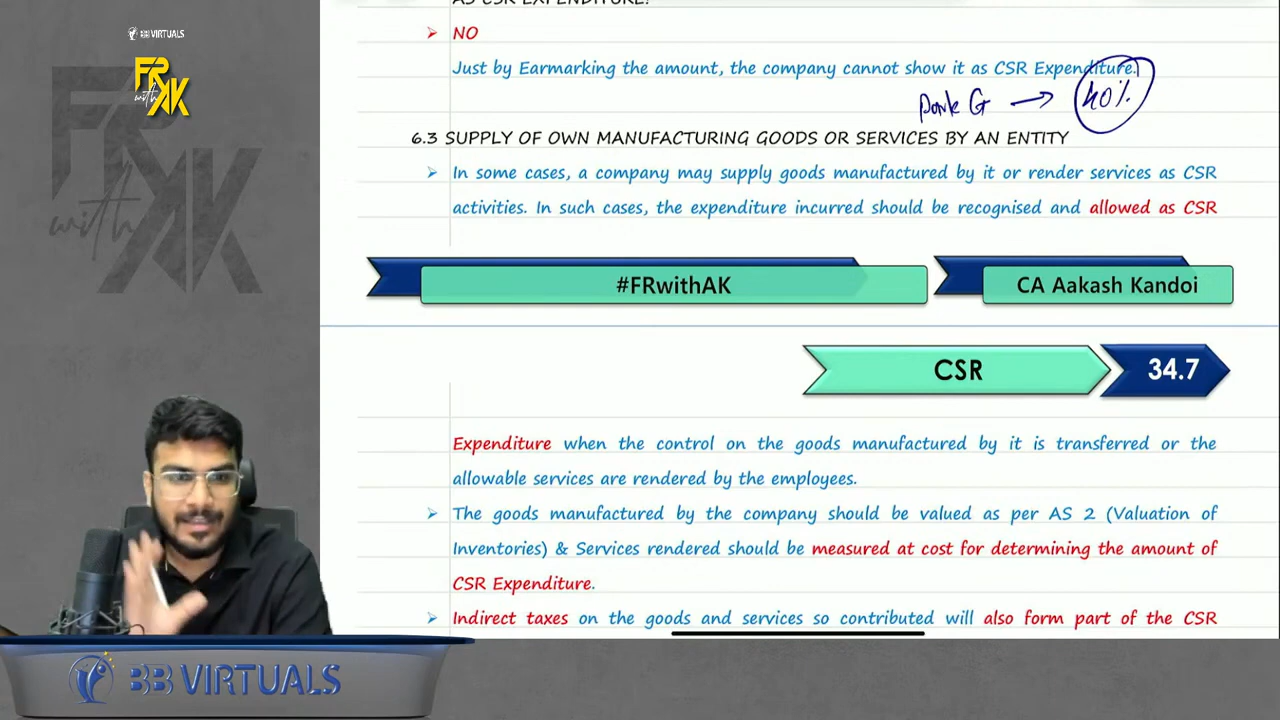 BB VIRTUALS
FR
with
AK
AS CSR EXPENDITURE?
➢ NO
Just by Earmarking the amount, the company cannot show it as CSR Expenditure.
Parle G → 40%
6.3 SUPPLY OF OWN MANUFACTURING GOODS OR SERVICES BY AN ENTITY
➢ In some cases, a company may supply goods manufactured by it or render services as CSR
activities. In such cases, the expenditure incurred should be recognised and allowed as CSR
#FRwithAK
CA Aakash Kandoi
CSR
34.7
Expenditure when the control on the goods manufactured by it is transferred or the
allowable services are rendered by the employees.
➢ The goods manufactured by the company should be valued as per AS 2 (Valuation of
Inventories) & Services rendered should be measured at cost for determining the amount of
CSR Expenditure.
➢ Indirect taxes on the goods and services so contributed will also form part of the CSR
FR
with
AK
BB VIRTUALS